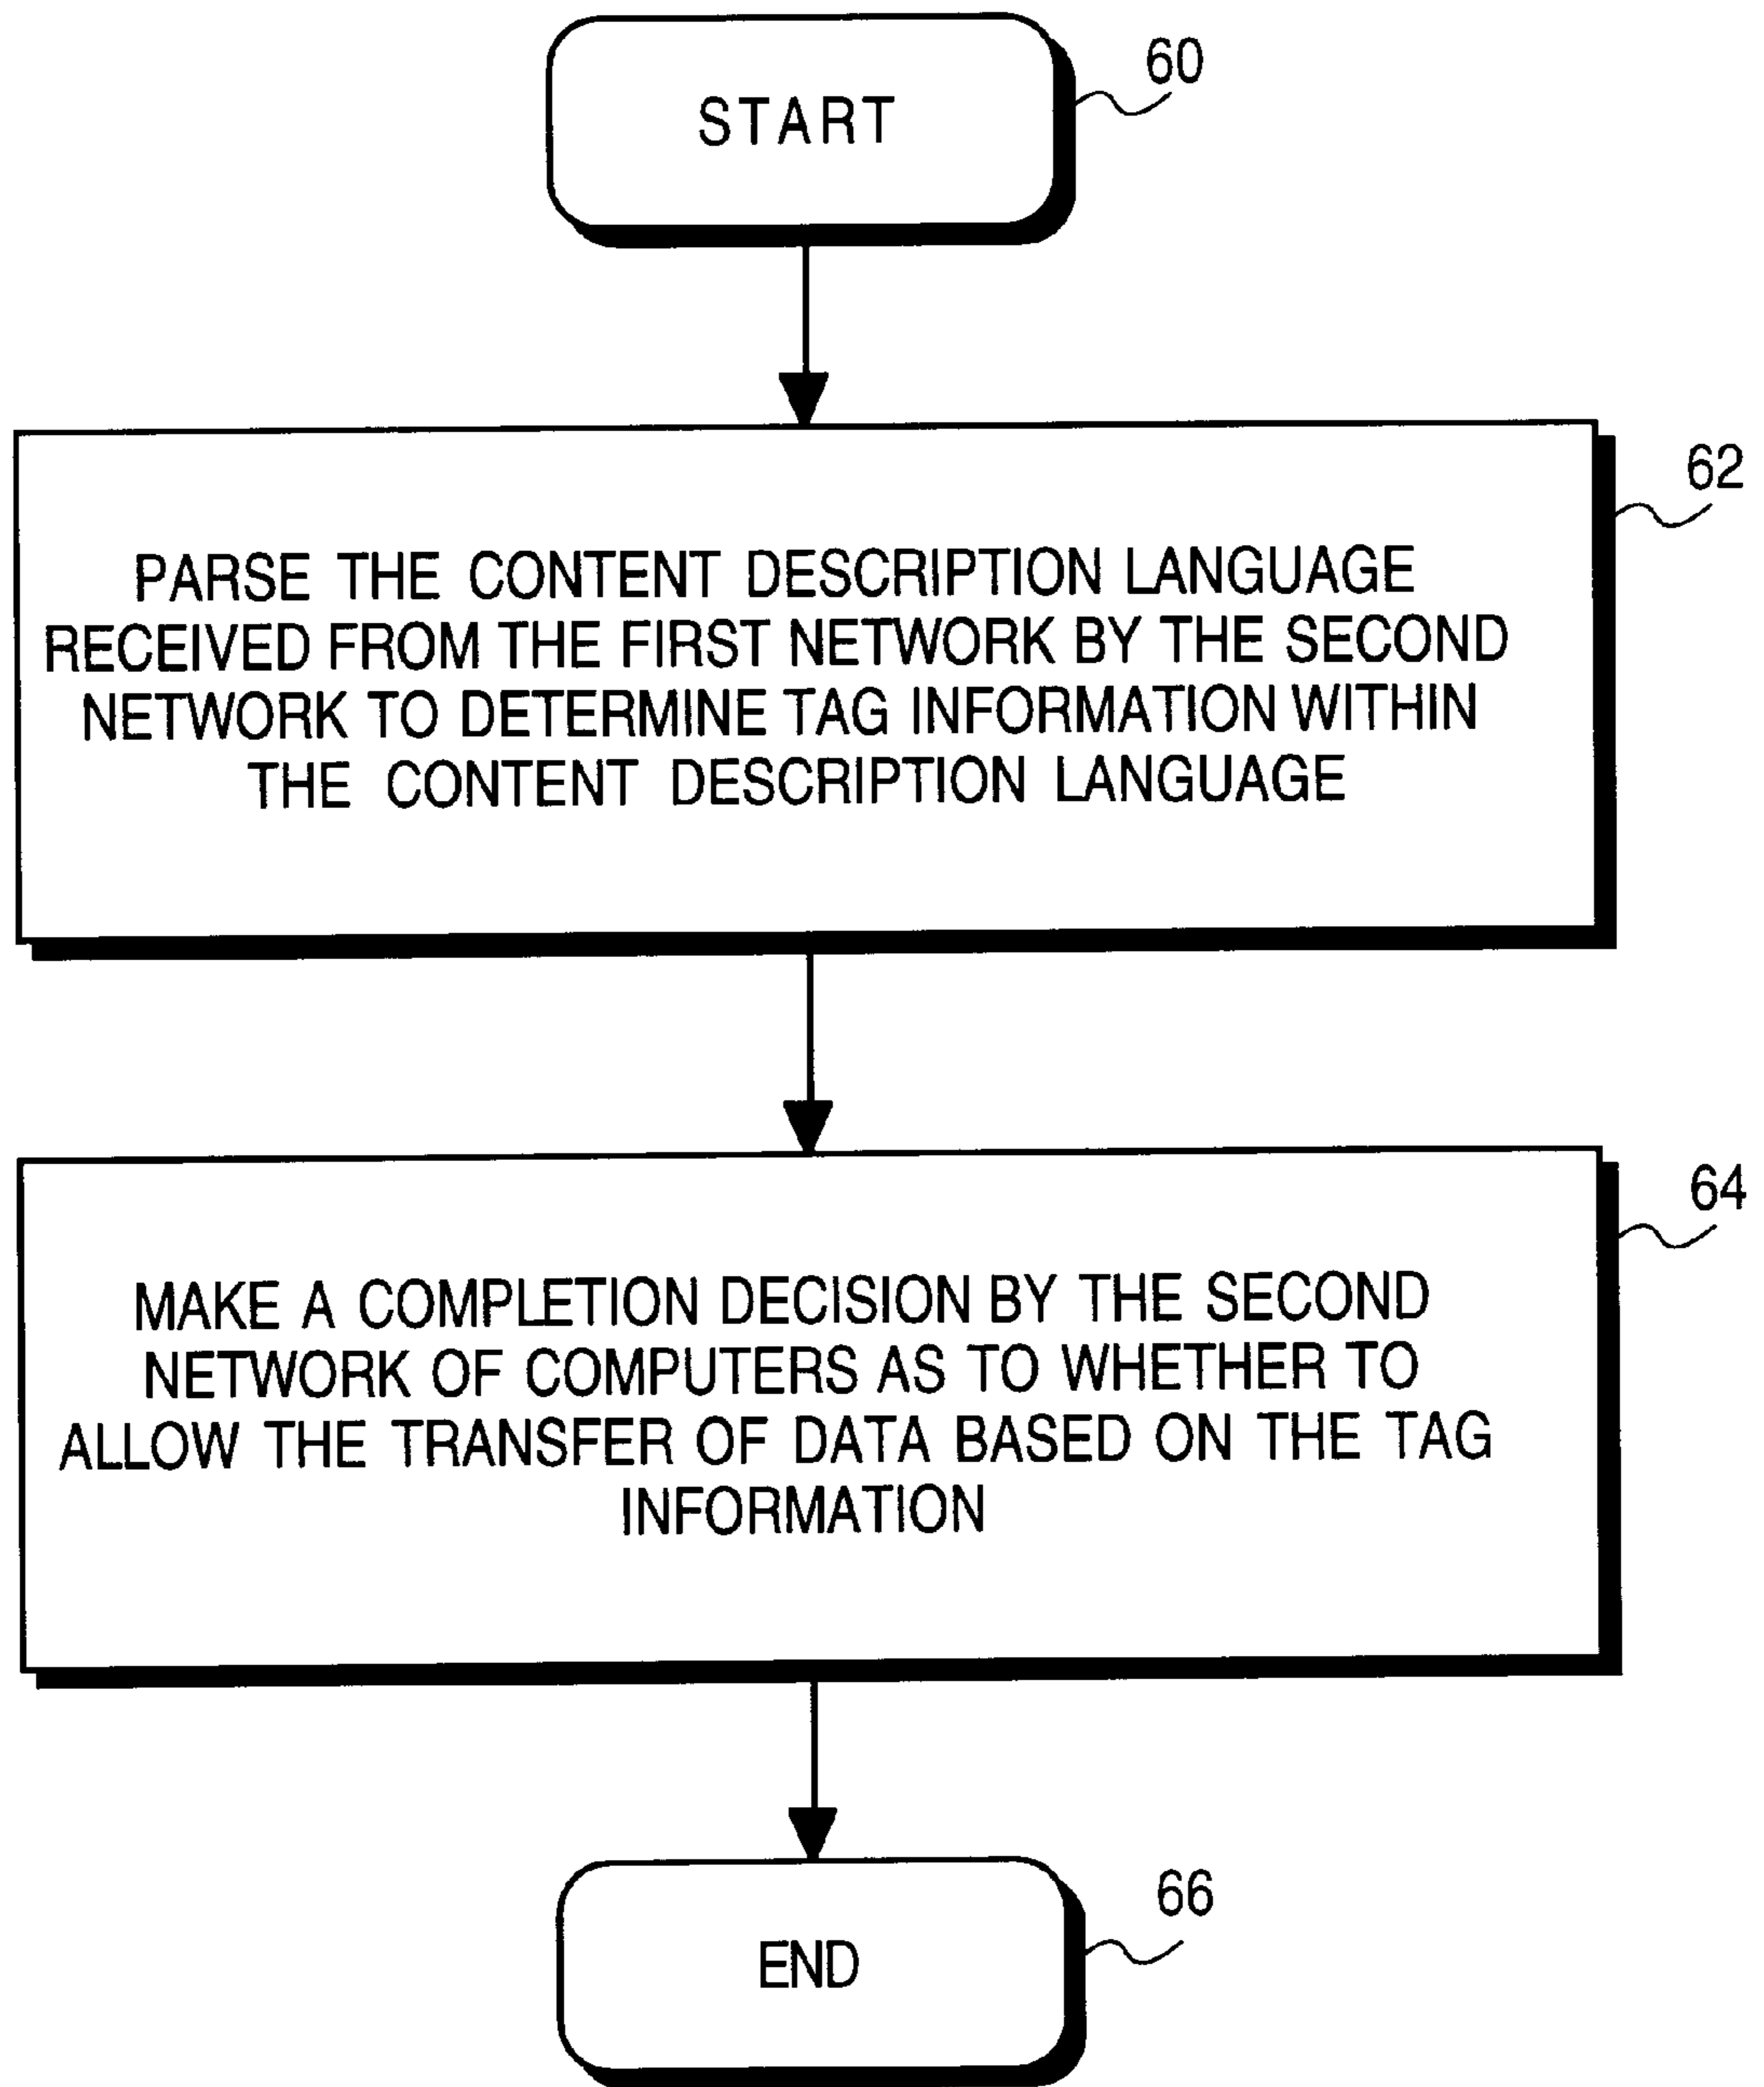 START
60
PARSE THE CONTENT DESCRIPTION LANGUAGE
RECEIVED FROM THE FIRST NETWORK BY THE SECOND
NETWORK TO DETERMINE TAG INFORMATION WITHIN
THE CONTENT DESCRIPTION LANGUAGE
62
MAKE A COMPLETION DECISION BY THE SECOND
NETWORK OF COMPUTERS AS TO WHETHER TO
ALLOW THE TRANSFER OF DATA BASED ON THE TAG
INFORMATION
64
END
66